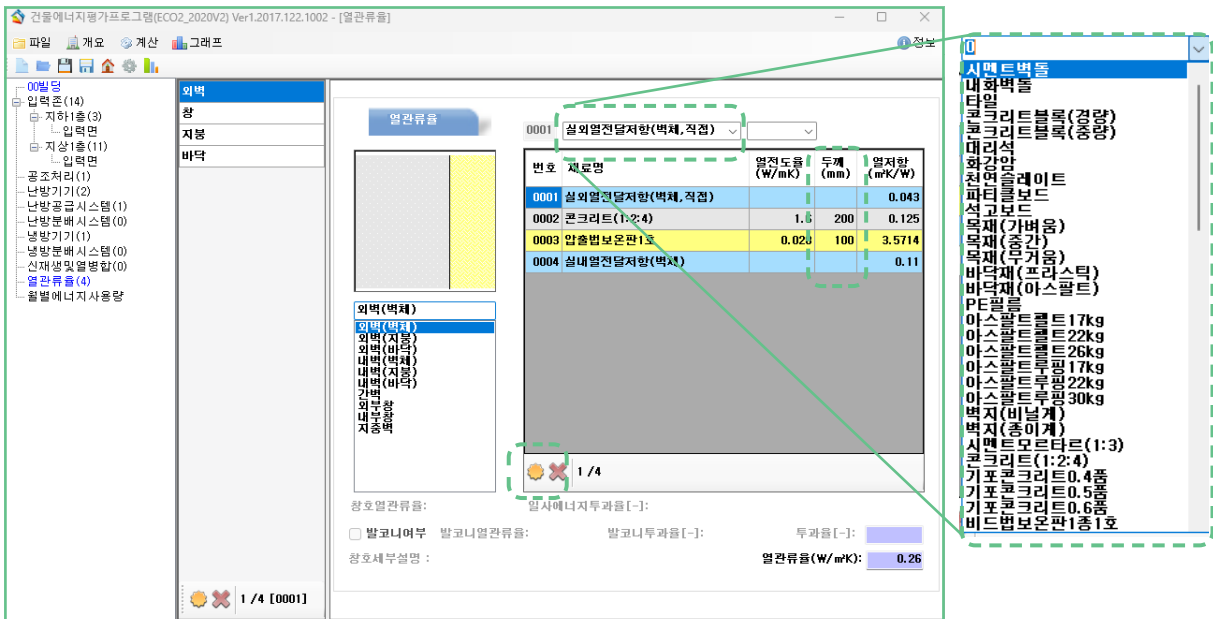 건물에너지평가프로그램(ECO2_2020V2) Ver1.2017.122.1002 - [열관류율]
파일 개요 계산 그래프 정보
00빌딩
입력존(14)
지하1층(3)
입력면
지상1층(11)
입력면
공조처리(1)
난방기기(2)
난방공급시스템(1)
난방분배시스템(0)
냉방기기(1)
냉방분배시스템(0)
신재생및열병합(0)
열관류율(4)
월별에너지사용량
외벽
창
지붕
바닥
1 /4 [0001]
열관류율
0001 실외열전달저항(벽체,직접)
번호 재료명 열전도율 (W/mK) 두께 (mm) 열저항 (㎡K/W)
0001 실외열전달저항(벽체,직접) 0.043
0002 콘크리트(1:2:4) 1.6 200 0.125
0003 압출법보온판1호 0.028 100 3.5714
0004 실내열전달저항(벽체) 0.11
외벽(벽체)
외벽(벽체)
외벽(지붕)
외벽(바닥)
내벽(벽체)
내벽(지붕)
내벽(바닥)
간벽
외부창
내부창
지중벽
1 /4
창호열관류율: 일사에너지투과율[-]:
발코니여부 발코니열관류율: 발코니투과율[-]: 투과율[-]:
창호세부설명 : 열관류율(W/㎡K): 0.26
0
시멘트벽돌
내화벽돌
타일
콘크리트블록(경량)
콘크리트블록(중량)
대리석
화강암
천연슬레이트
파티클보드
석고보드
목재(가벼움)
목재(중간)
목재(무거움)
바닥재(프라스틱)
바닥재(아스팔트)
PE필름
아스팔트펠트17kg
아스팔트펠트22kg
아스팔트펠트26kg
아스팔트루핑17kg
아스팔트루핑22kg
아스팔트루핑30kg
벽지(비닐계)
벽지(종이계)
시멘트모르타르(1:3)
콘크리트(1:2:4)
기포콘크리트0.4품
기포콘크리트0.5품
기포콘크리트0.6품
비드법보온판1종1호